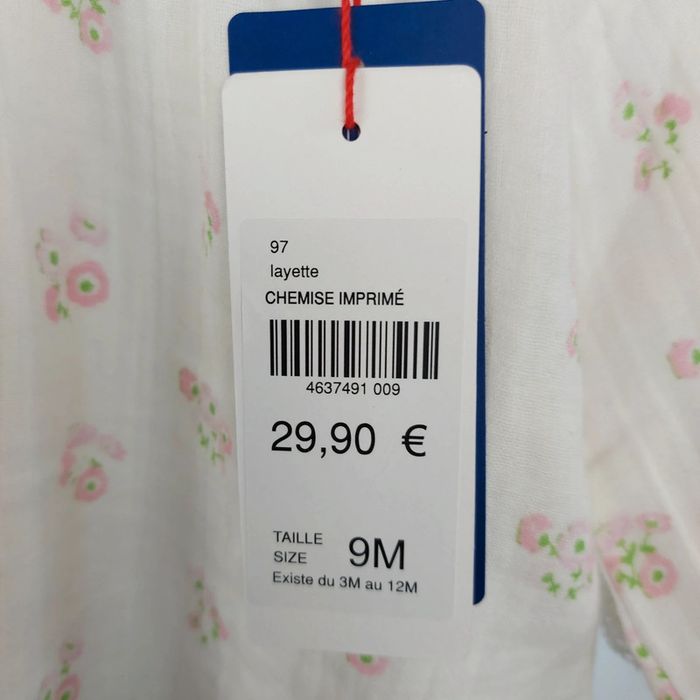 97
layette
CHEMISE IMPRIMÉ
4637491 009
29,90 €
TAILLE
SIZE 9M
Existe du 3M au 12M